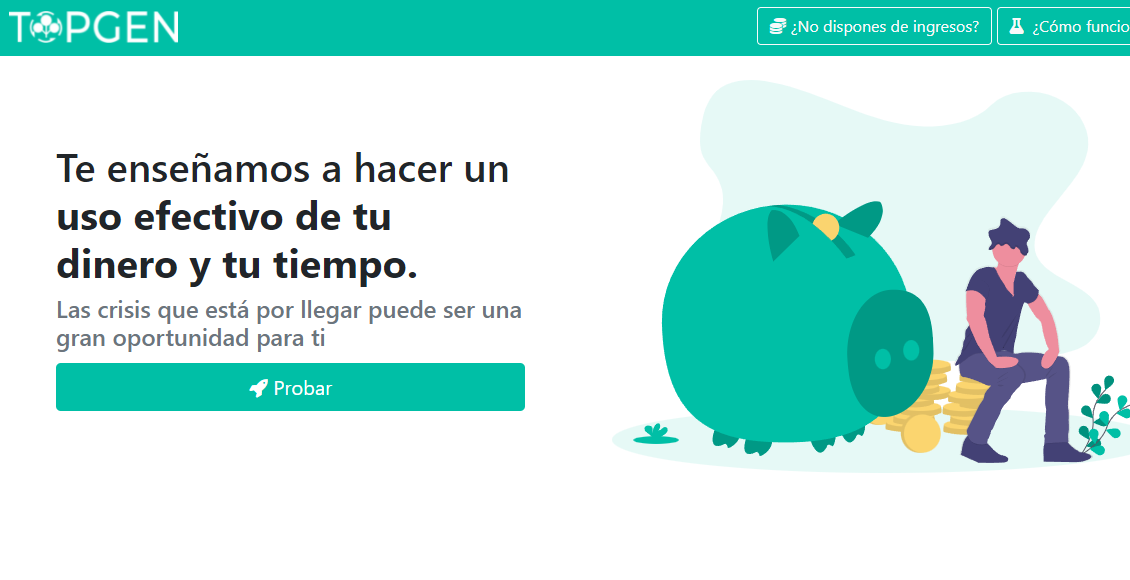 TOPGEN
¿No dispones de ingresos?
¿Cómo funcio
Te enseñamos a hacer un
uso efectivo de tu
dinero y tu tiempo.
Las crisis que está por llegar puede ser una
gran oportunidad para ti
Probar